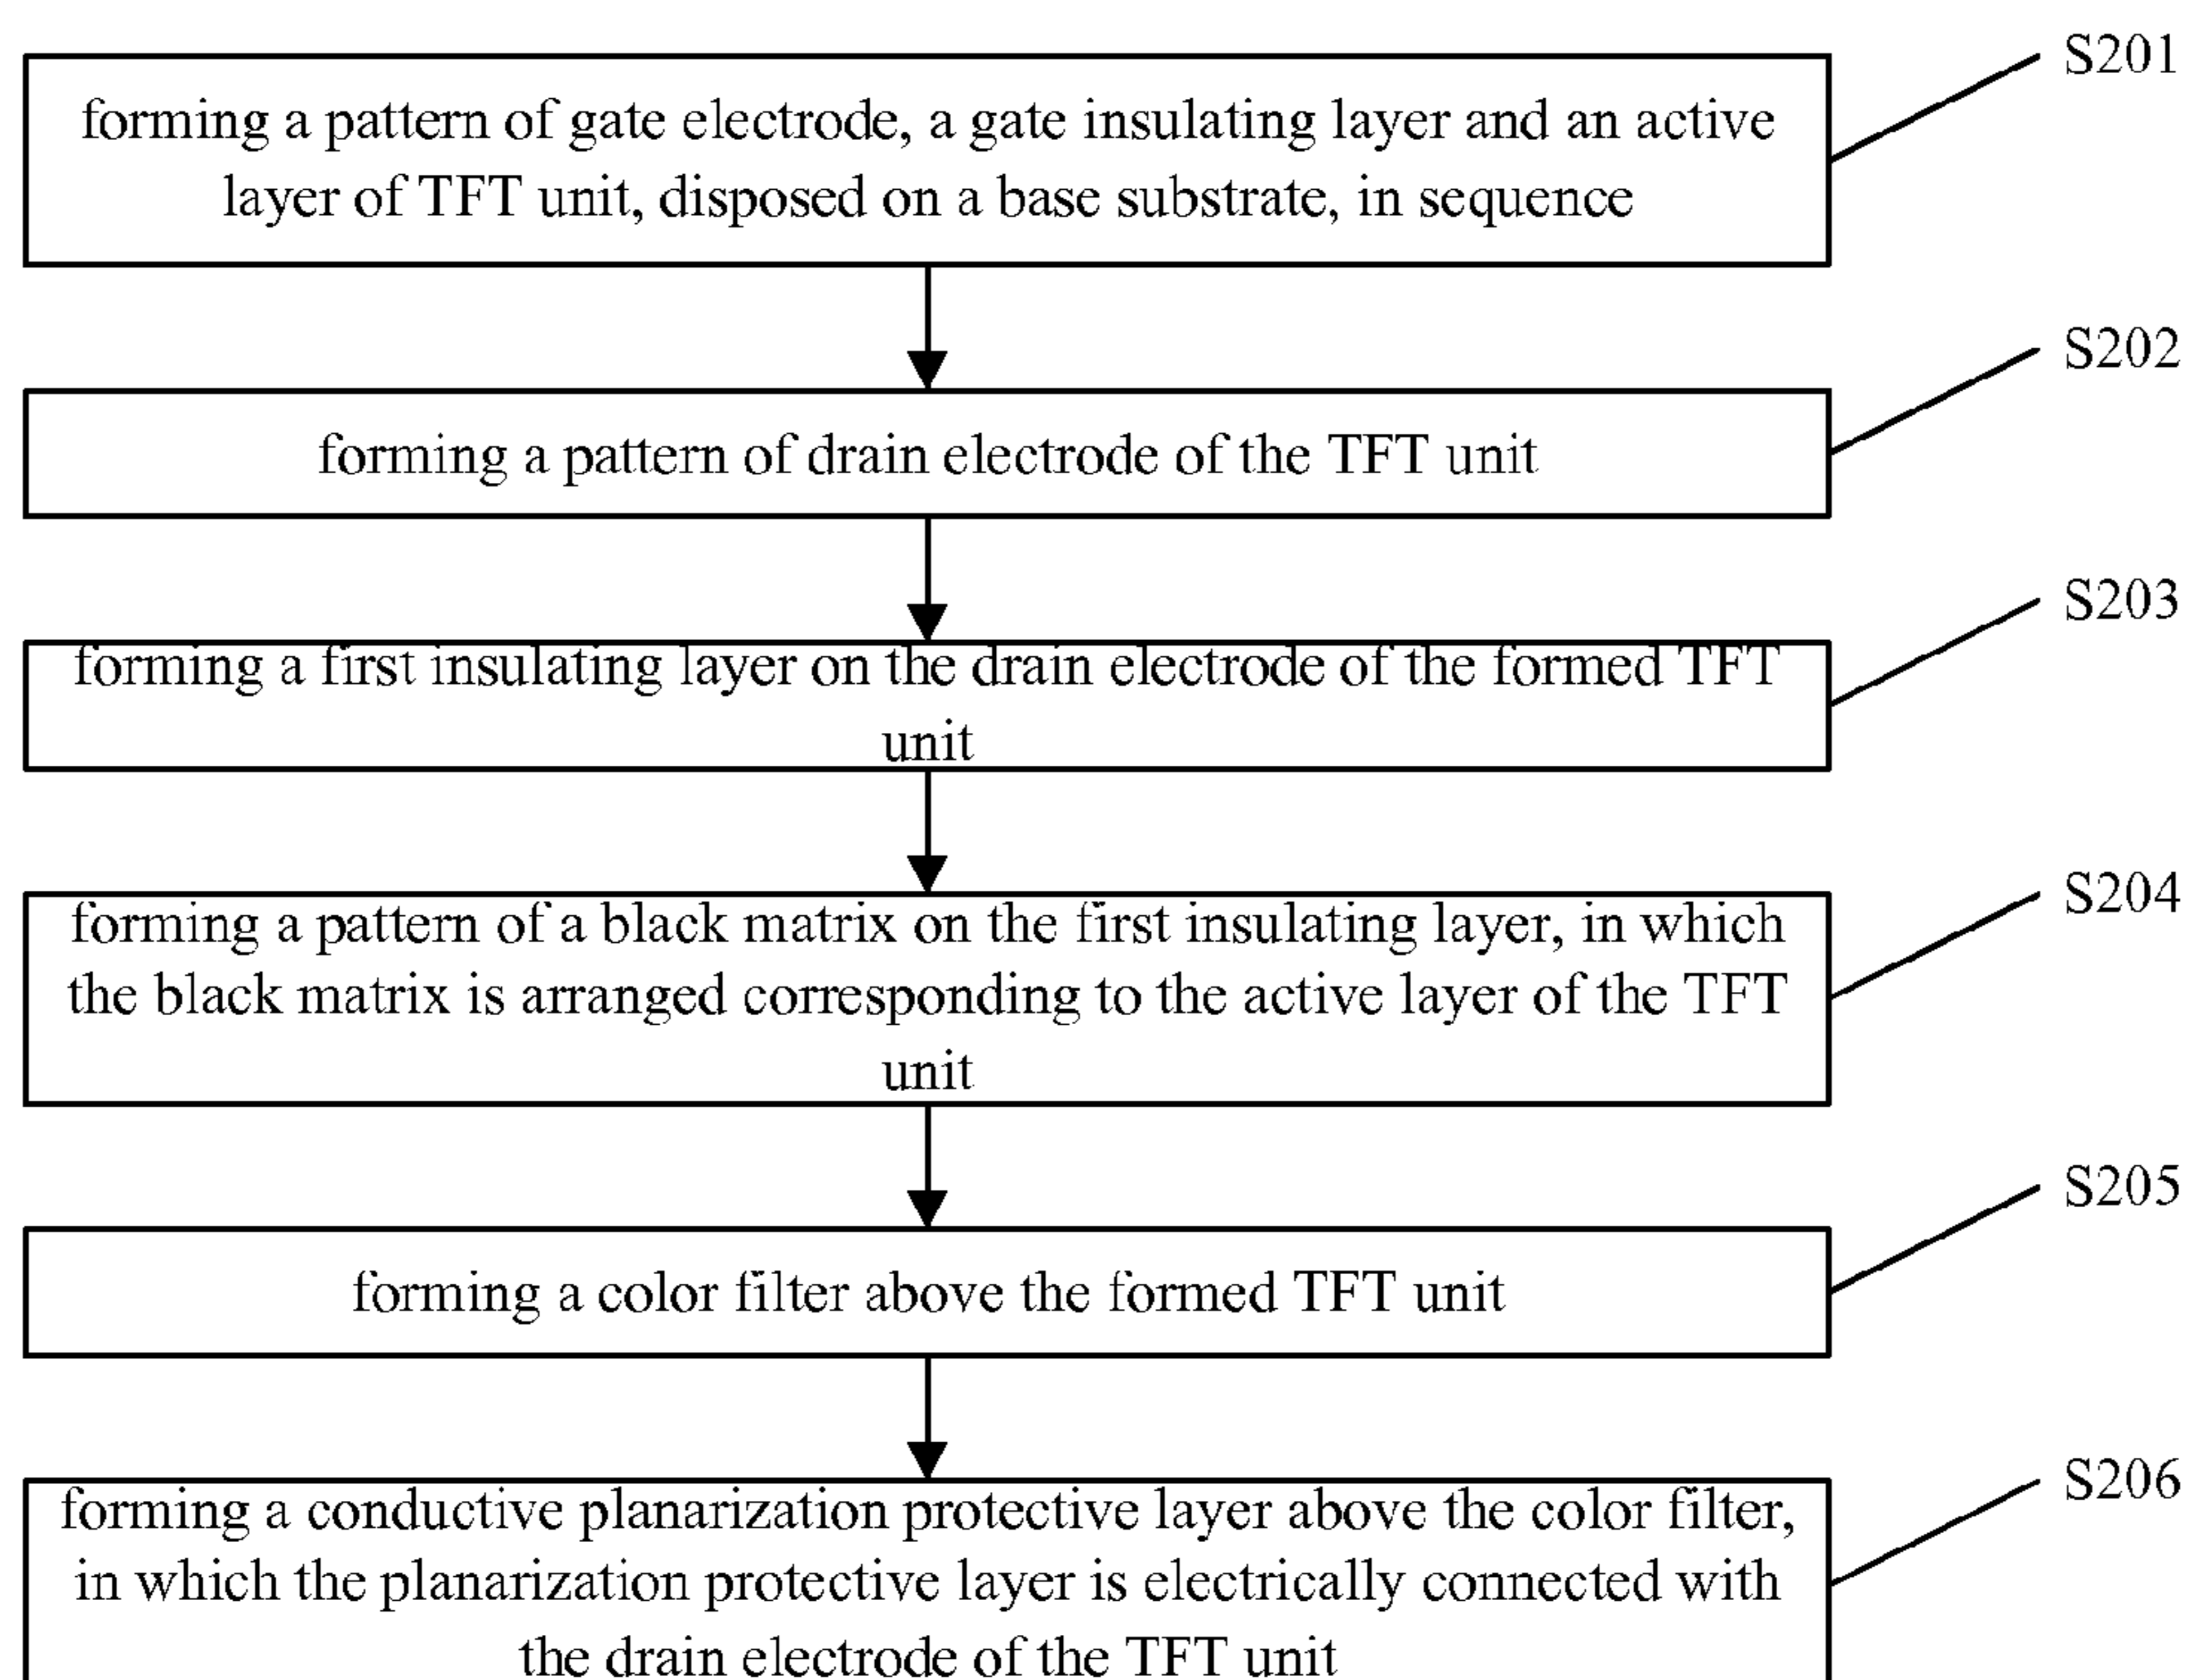 S201
forming a pattern of gate electrode, a gate insulating layer and an active
layer of TFT unit, disposed on a base substrate, in sequence
S202
forming a pattern of drain electrode of the TFT unit
S203
forming a first insulating layer on the drain electrode of the formed TFT
unit
S204
forming a pattern of a black matrix on the first insulating layer, in which
the black matrix is arranged corresponding to the active layer of the TFT
unit
S205
forming a color filter above the formed TFT unit
S206
forming a conductive planarization protective layer above the color filter,
in which the planarization protective layer is electrically connected with
the drain electrode of the TFT unit